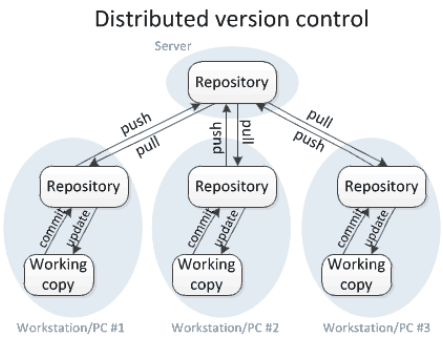 Distributed version control
Server
Repository
push
pull
push
pull
pull
push
Repository
Repository
Repository
commit
update
commit
update
commit
update
Working
copy
Working
copy
Working
copy
Workstation/PC #1
Workstation/PC #2
Workstation/PC #3